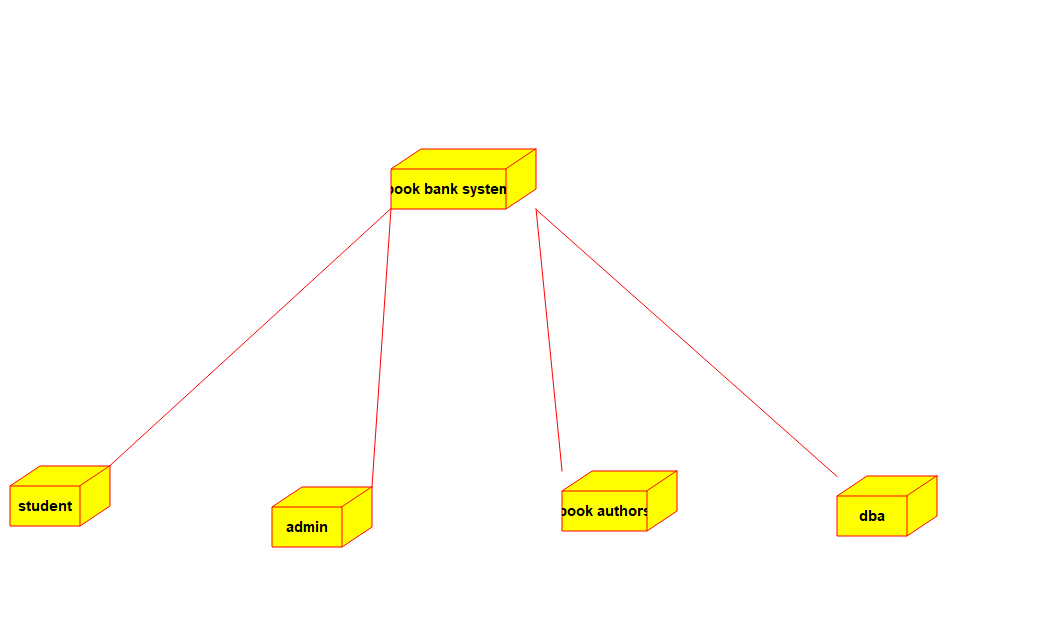 book bank system
student
admin
book authors
dba